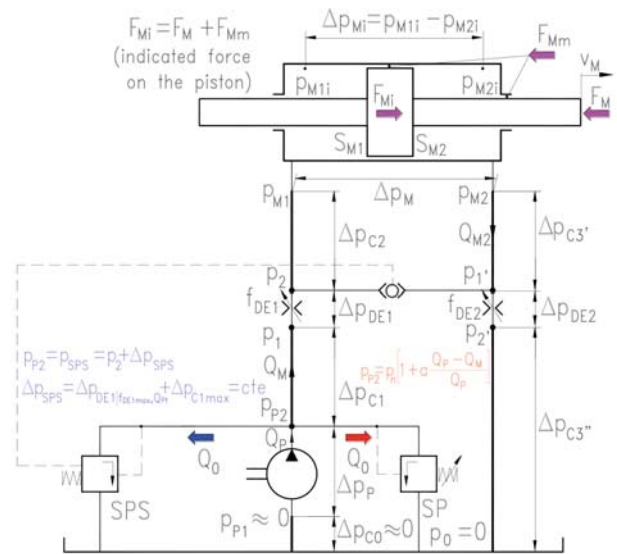 F_Mi = F_M + F_Mm
(indicated force
on the piston)
Δp_Mi = p_M1i − p_M2i
F_Mm
v_M
p_M1i
p_M2i
F_Mi
F_M
S_M1
S_M2
Δp_M
p_M1
p_M2
Δp_C2
Q_M2
Δp_C3'
p_2
p_1'
f_DE1
Δp_DE1
f_DE2
Δp_DE2
p_1
p_2'
p_P2 = p_SPS = p_2 + Δp_SPS
Δp_SPS = Δp_DE1|f_DE1max, Q_Pt + Δp_C1max = cte
Q_M
Δp_C1
p_P2 = p_n[1 + a (Q_P − Q_M)/Q_P]
p_P2
Δp_C3"
Q_P
Q_0
Q_0
Δp_P
SPS
SP
p_P1 ≈ 0
Δp_C0 ≈ 0
p_0 = 0